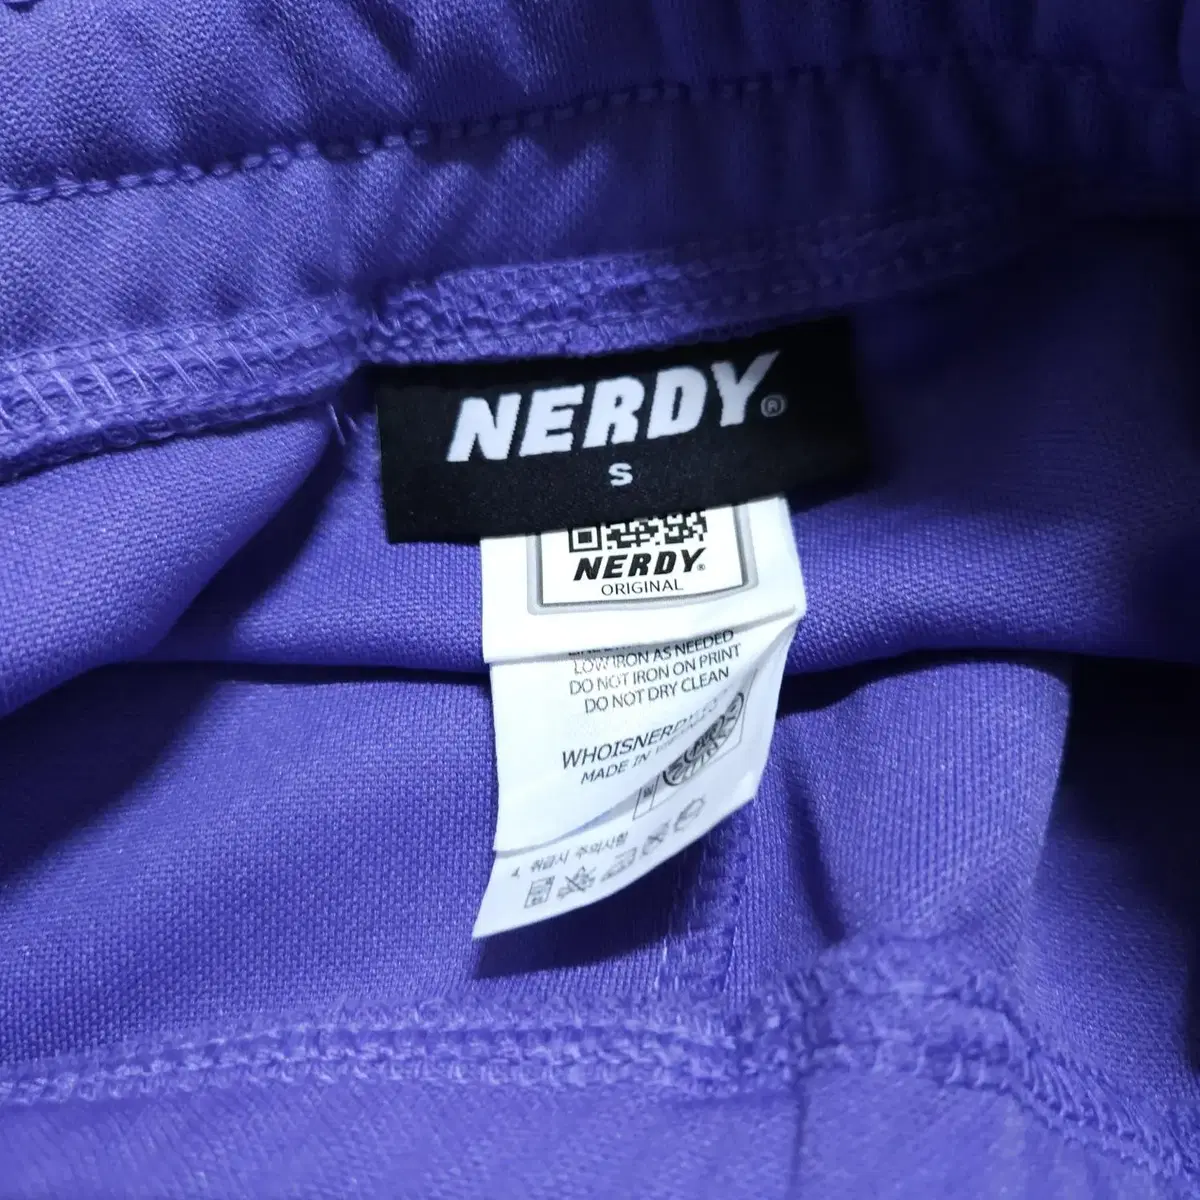 NERDY®
S
NERDY®
ORIGINAL
LOW IRON AS NEEDED
DO NOT IRON ON PRINT
DO NOT DRY CLEAN
MADE IN
4. 취급시 주의사항